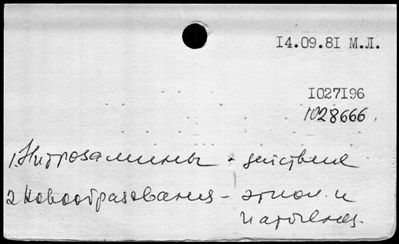 14.09.81 М.Л.
1027196
1028666.
1 Нитрозамины - действие
2 Новообразования - этиол. и
патогенез.